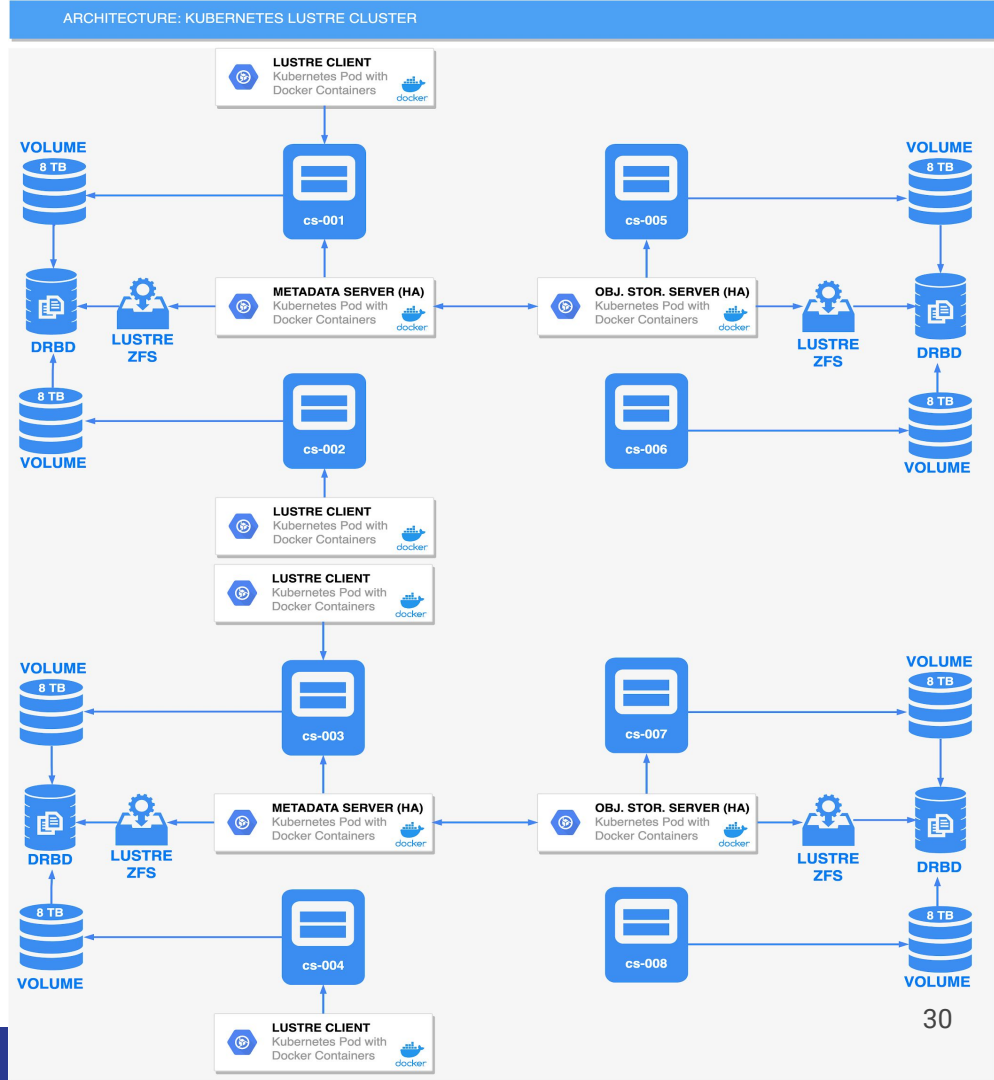 ARCHITECTURE: KUBERNETES LUSTRE CLUSTER
LUSTRE CLIENT
Kubernetes Pod with
Docker Containers
docker
VOLUME
8 TB
cs-001
cs-005
VOLUME
8 TB
METADATA SERVER (HA)
Kubernetes Pod with
Docker Containers
docker
OBJ. STOR. SERVER (HA)
Kubernetes Pod with
Docker Containers
docker
DRBD
LUSTRE
ZFS
LUSTRE
ZFS
DRBD
8 TB
VOLUME
cs-002
cs-006
8 TB
VOLUME
LUSTRE CLIENT
Kubernetes Pod with
Docker Containers
docker
LUSTRE CLIENT
Kubernetes Pod with
Docker Containers
docker
VOLUME
8 TB
cs-003
cs-007
VOLUME
8 TB
METADATA SERVER (HA)
Kubernetes Pod with
Docker Containers
docker
OBJ. STOR. SERVER (HA)
Kubernetes Pod with
Docker Containers
docker
DRBD
LUSTRE
ZFS
LUSTRE
ZFS
DRBD
8 TB
VOLUME
cs-004
cs-008
8 TB
VOLUME
LUSTRE CLIENT
Kubernetes Pod with
Docker Containers
docker
30